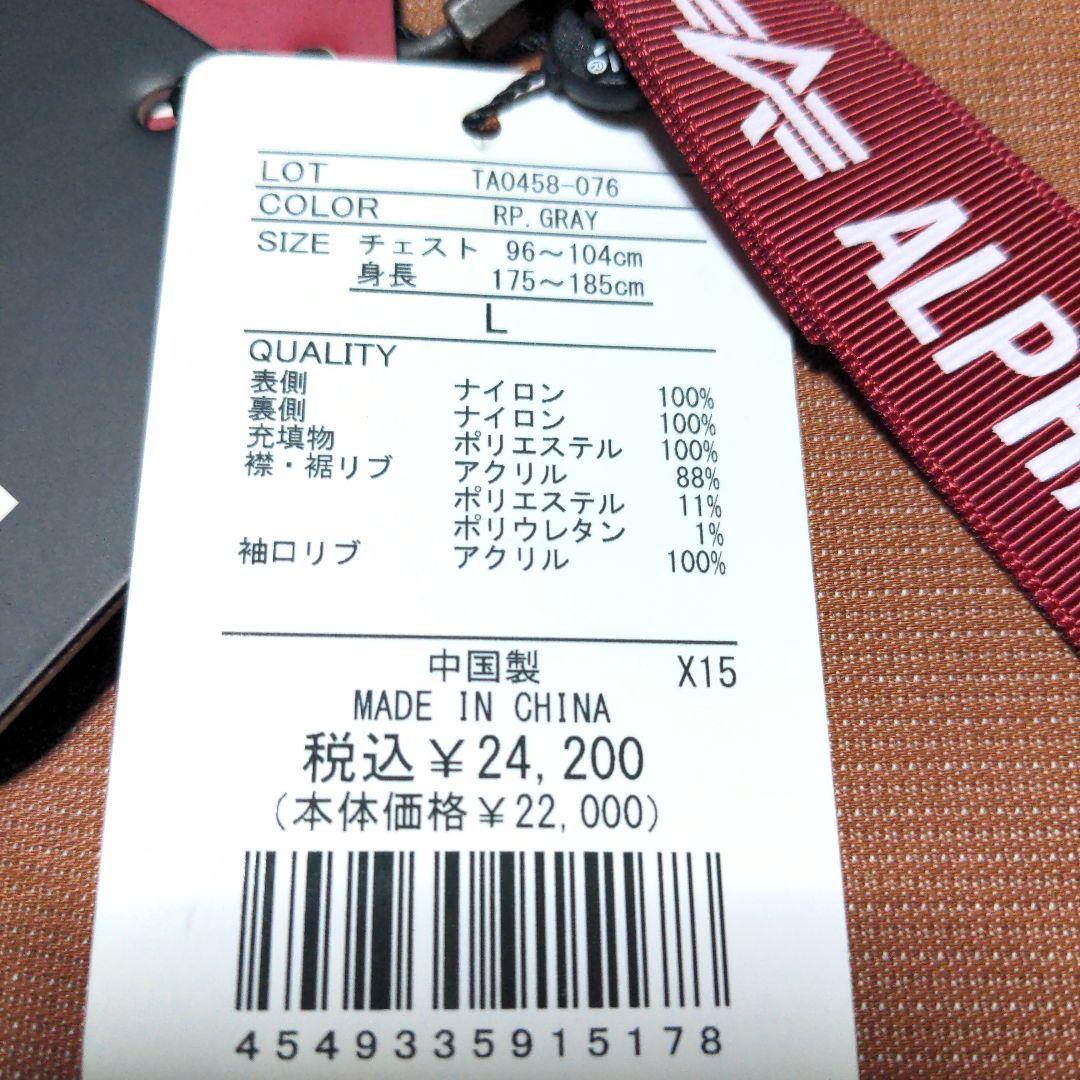 LOT TA0458-076
COLOR RP.GRAY
SIZE チェスト 96～104cm
身長 175～185cm
L
QUALITY
表側 ナイロン 100%
裏側 ナイロン 100%
充填物 ポリエステル 100%
襟・裾リブ アクリル 88%
ポリエステル 11%
ポリウレタン 1%
袖口リブ アクリル 100%
中国製 X15
MADE IN CHINA
税込￥24,200
(本体価格￥22,000)
4549335915178
ALPH